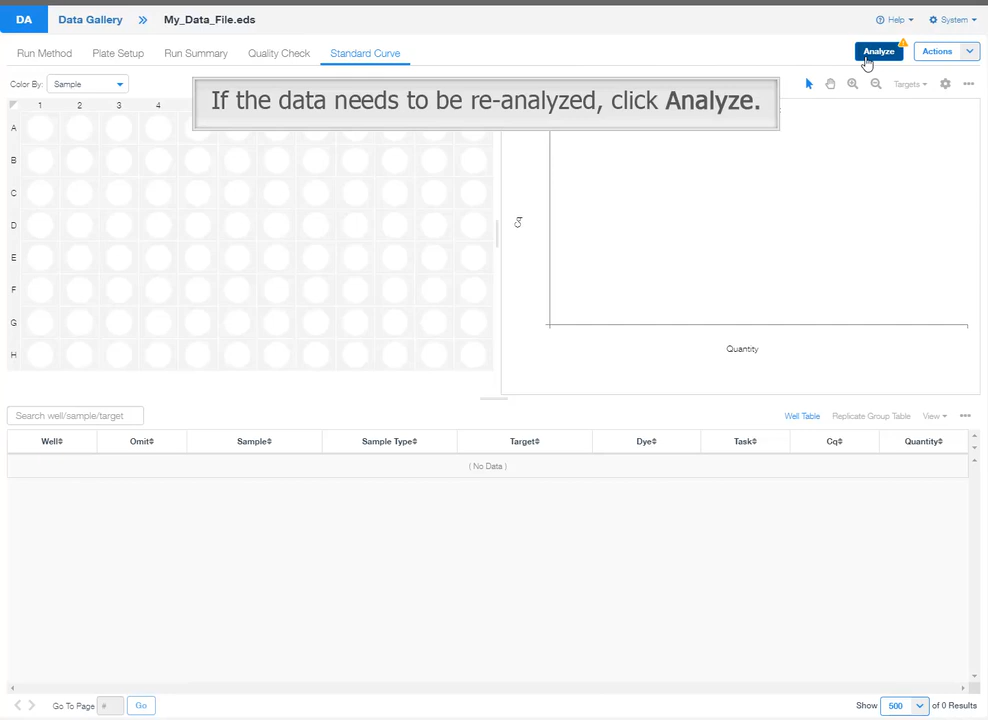 DA Data Gallery » My_Data_File.eds Help System
Run Method Plate Setup Run Summary Quality Check Standard Curve Analyze Actions
Color By: Sample Targets
If the data needs to be re-analyzed, click Analyze.
1 2 3 4
A
B
C
D
E
F
G
H
Cq
Quantity
Search well/sample/target Well Table Replicate Group Table View
Well Omit Sample Sample Type Target Dye Task Cq Quantity
( No Data )
Go To Page # Go Show 500 of 0 Results